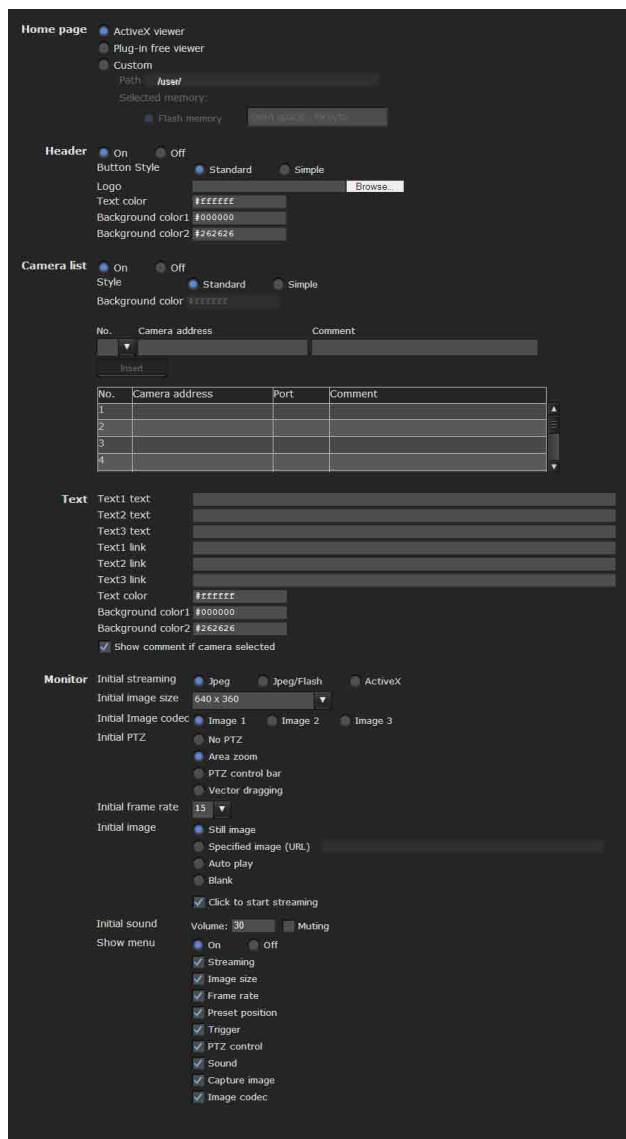 Home page ActiveX viewer
Plug-in free viewer
Custom
Path /user/
Selected memory:
Flash memory
Header On Off
Button Style Standard Simple
Logo Browse...
Text color #ffffff
Background color1 #000000
Background color2 #262626
Camera list On Off
Style Standard Simple
Background color #ffffff
No. Camera address Comment
Insert
No. Camera address Port Comment
1
2
3
4
Text Text1 text
Text2 text
Text3 text
Text1 link
Text2 link
Text3 link
Text color #ffffff
Background color1 #000000
Background color2 #262626
Show comment if camera selected
Monitor Initial streaming Jpeg Jpeg/Flash ActiveX
Initial image size 640 x 360
Initial Image codec Image 1 Image 2 Image 3
Initial PTZ No PTZ
Area zoom
PTZ control bar
Vector dragging
Initial frame rate 15
Initial image Still image
Specified image (URL)
Auto play
Blank
Click to start streaming
Initial sound Volume: 30 Muting
Show menu On Off
Streaming
Image size
Frame rate
Preset position
Trigger
PTZ control
Sound
Capture image
Image codec